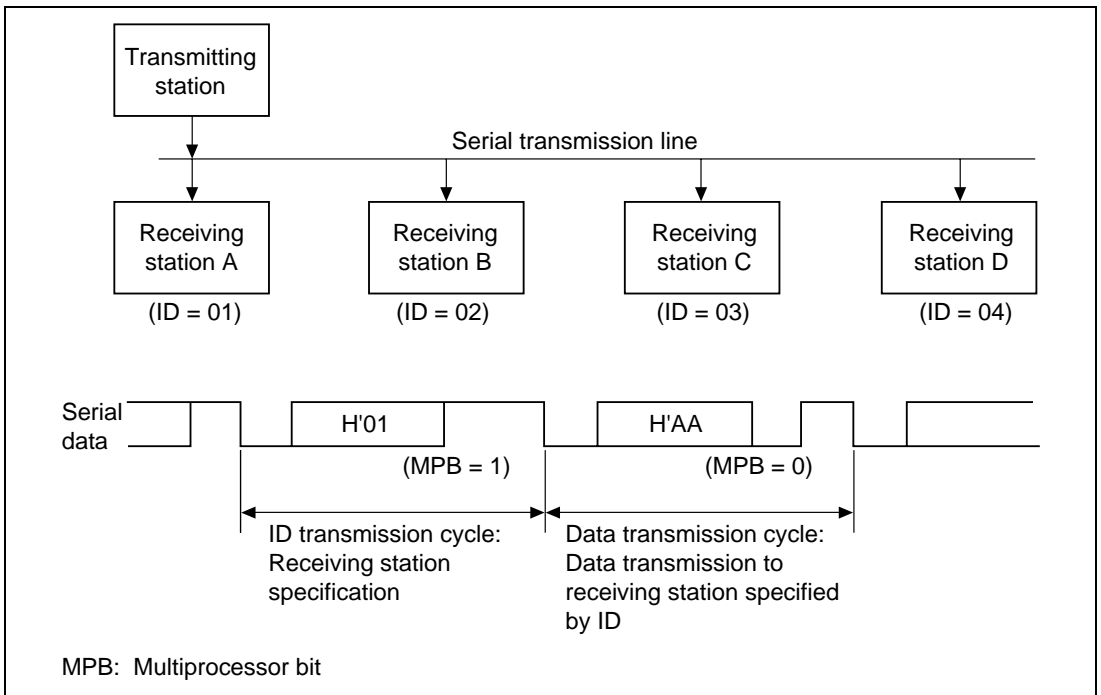 Transmitting
station
Serial transmission line
Receiving
station A
(ID = 01)
Receiving
station B
(ID = 02)
Receiving
station C
(ID = 03)
Receiving
station D
(ID = 04)
Serial
data
H'01
H'AA
(MPB = 1)
(MPB = 0)
ID transmission cycle:
Receiving station
specification
Data transmission cycle:
Data transmission to
receiving station specified
by ID
MPB: Multiprocessor bit